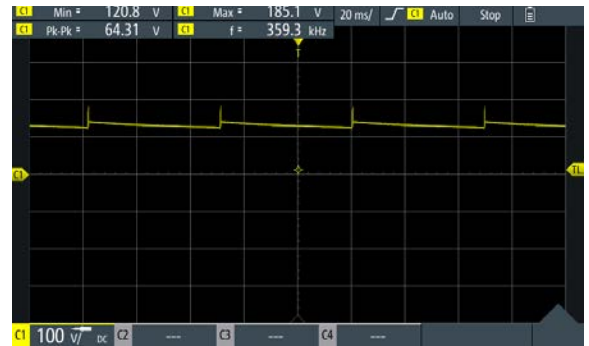 C1 Min = 120.8 V C1 Max = 185.1 V 20 ms/ C1 Auto Stop
C1 Pk-Pk = 64.31 V C1 f = 359.3 kHz
T
C1 TL
C1 100 V/ DC C2 --- C3 --- C4 ---